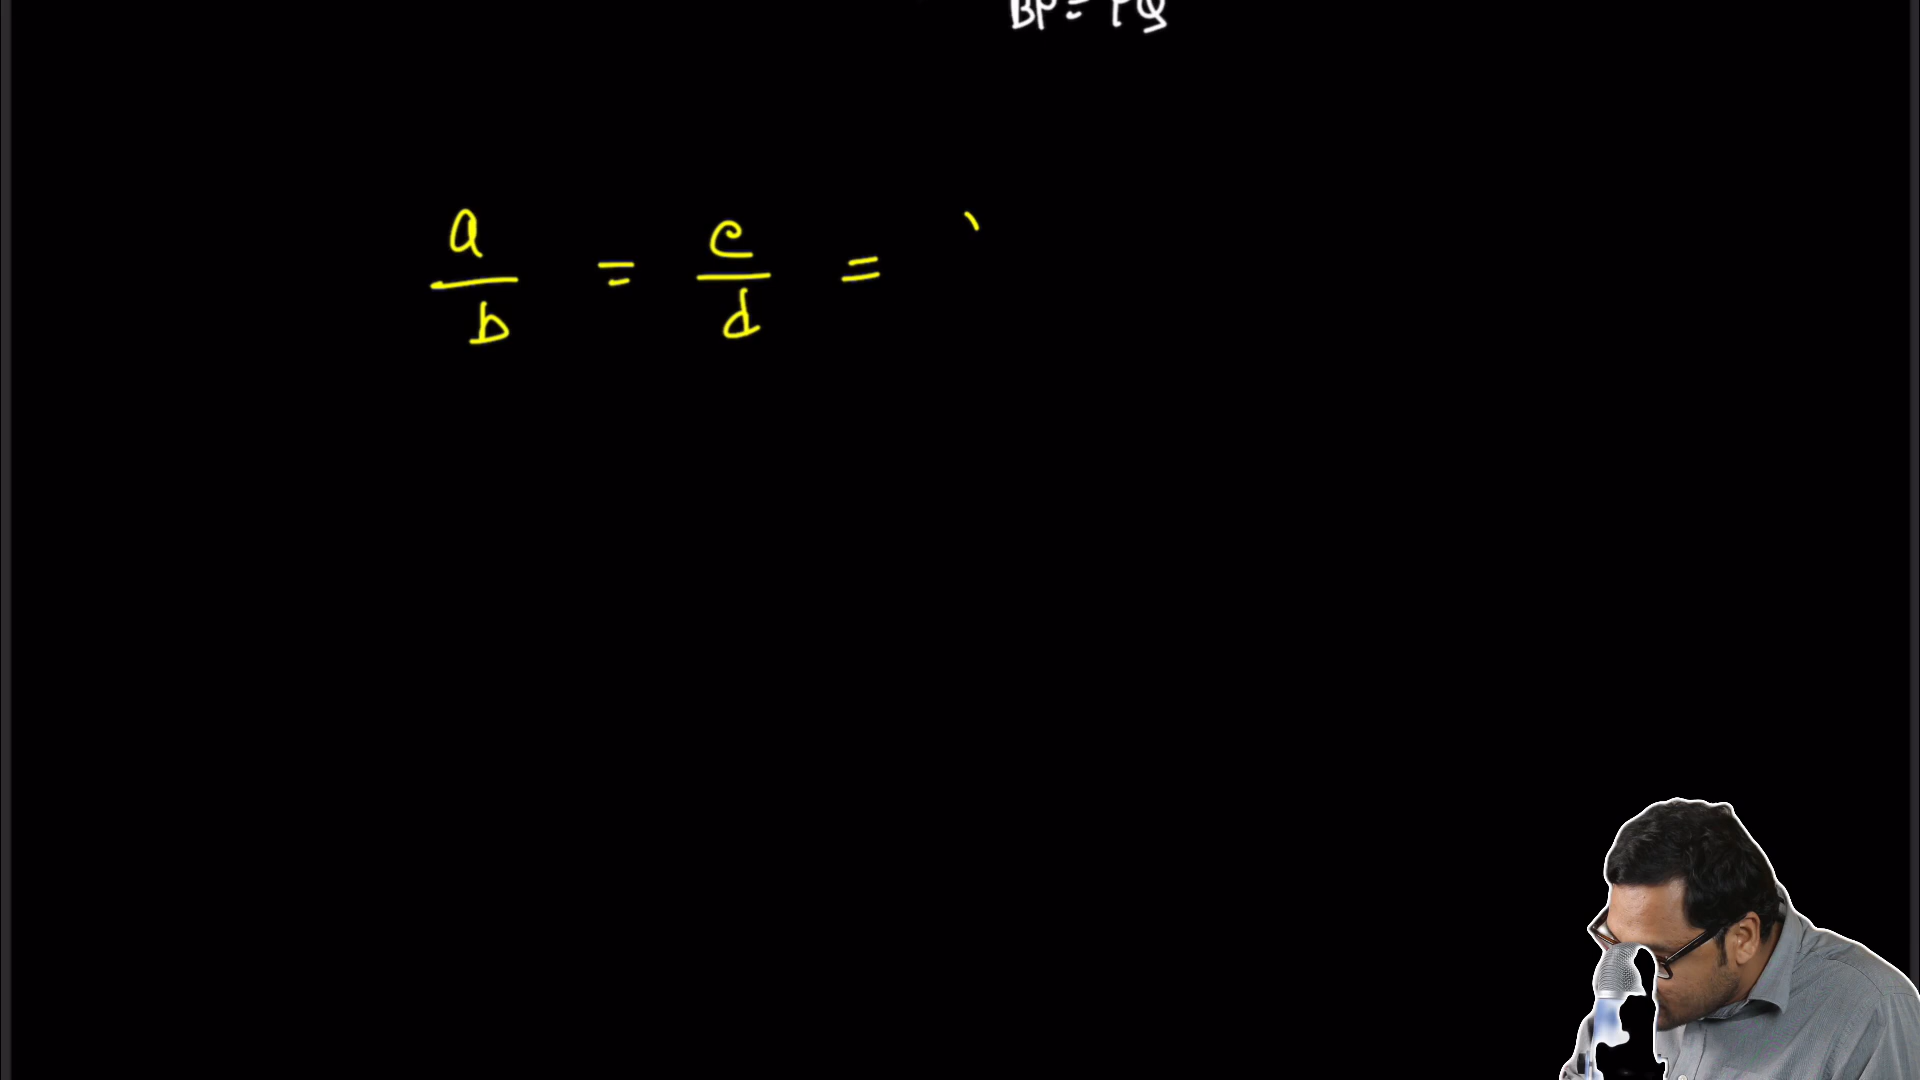 BP = PQ
a/b = c/d =